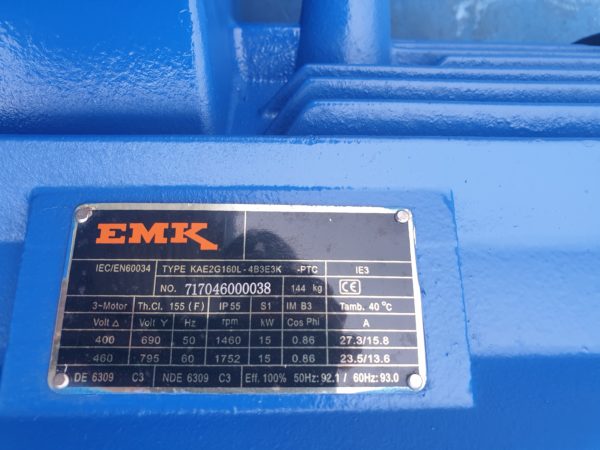 EMK
IEC/EN60034 TYPE KAE2G160L-4B3E3K -PTC IE3
NO. 717046000038 144 kg CE
3~Motor Th.Cl. 155 (F) IP 55 S1 IM B3 Tamb. 40 °C
Volt △ Volt Y Hz rpm kW Cos Phi A
400 690 50 1460 15 0.86 27.3/15.8
460 795 60 1752 15 0.86 23.5/13.6
DE 6309 C3 NDE 6309 C3 Eff. 100% 50Hz: 92.1 / 60Hz: 93.0